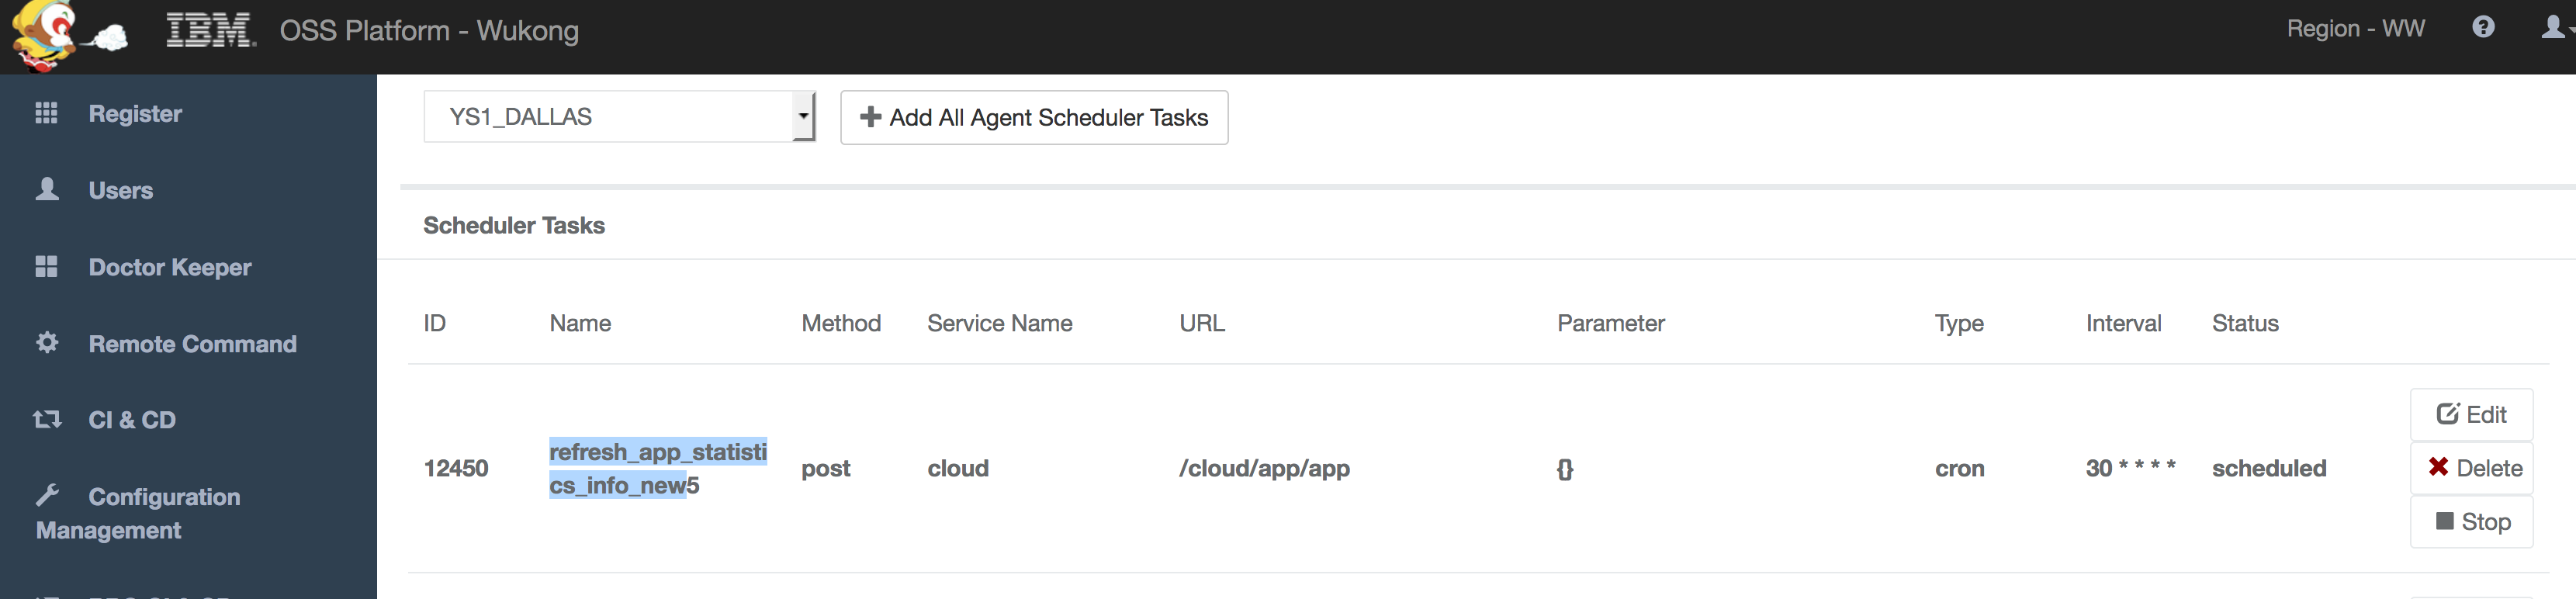 IBM OSS Platform - Wukong
Region - WW
Register
Users
Doctor Keeper
Remote Command
CI & CD
Configuration
Management
YS1_DALLAS
Add All Agent Scheduler Tasks
Scheduler Tasks
ID Name Method Service Name URL Parameter Type Interval Status
12450 refresh_app_statisti post cloud /cloud/app/app {} cron 30 * * * * scheduled
cs_info_new5
Edit
Delete
Stop